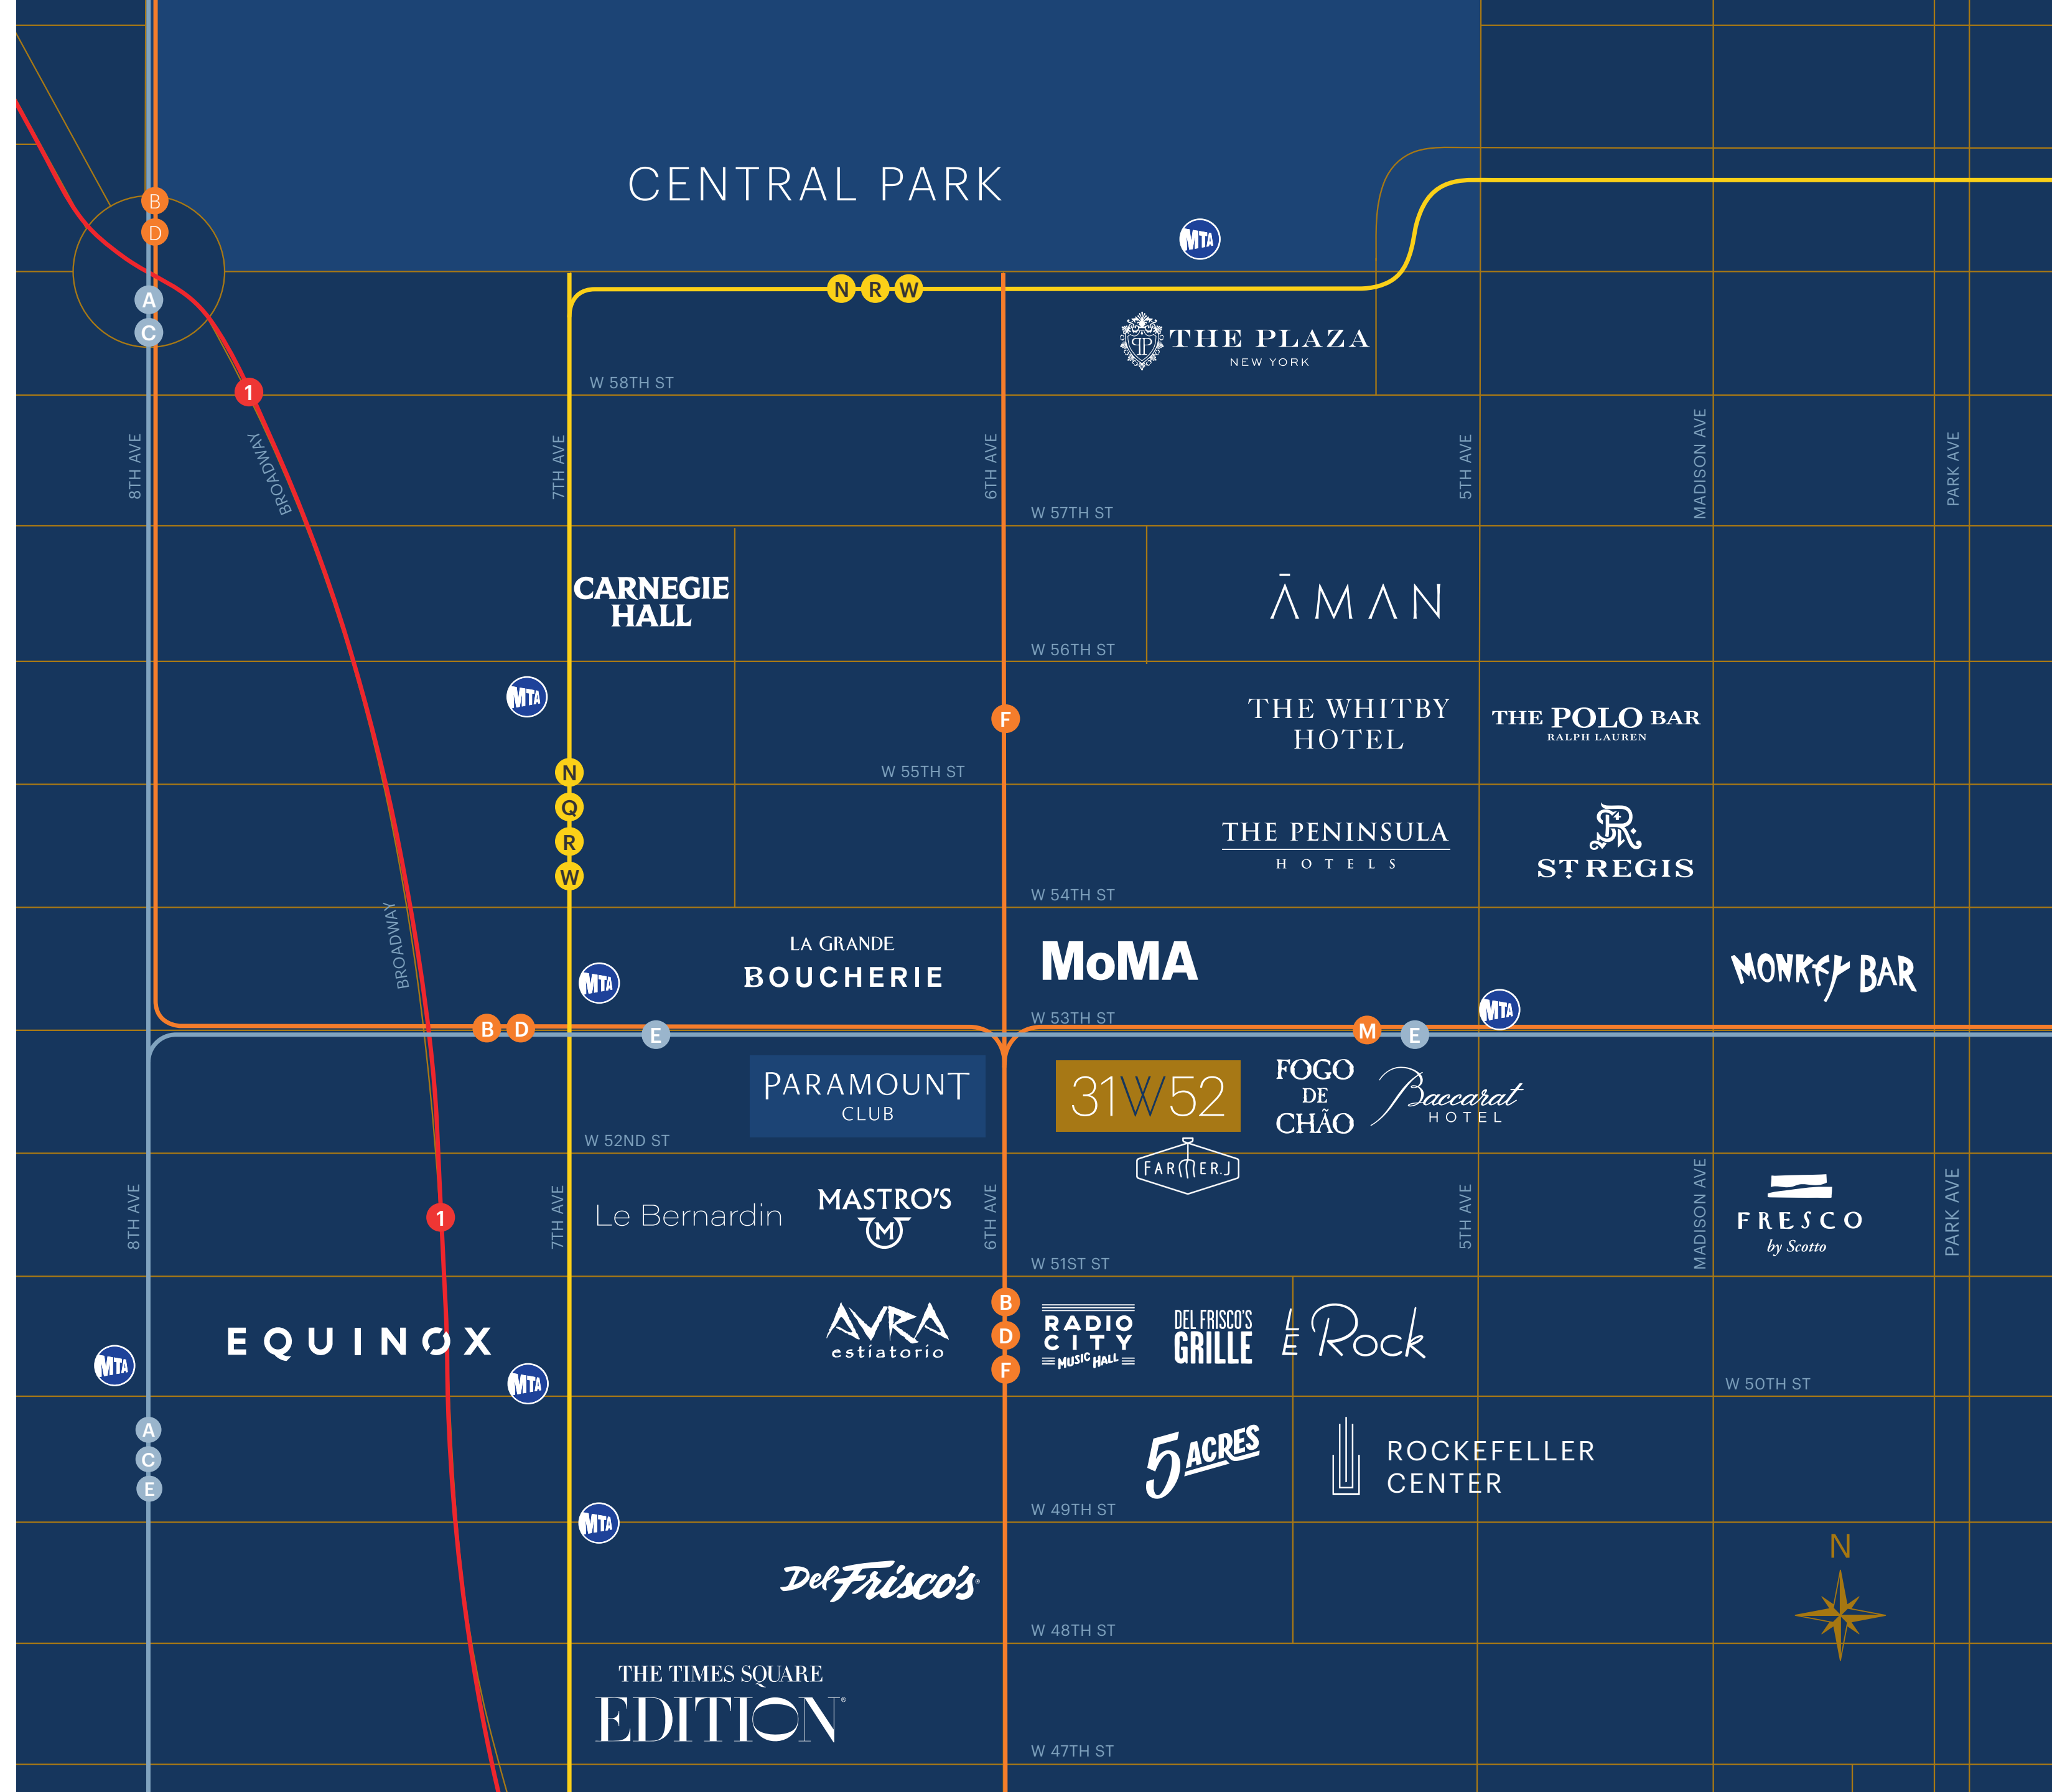 CENTRAL PARK
B
D
MTA
A
C
N R W
THE PLAZA
NEW YORK
W 58TH ST
1
8TH AVE
BROADWAY
7TH AVE
6TH AVE
5TH AVE
MADISON AVE
PARK AVE
W 57TH ST
CARNEGIE
HALL
ĀMAN
W 56TH ST
MTA
F
THE WHITBY
HOTEL
THE POLO BAR
RALPH LAUREN
N
Q
R
W
W 55TH ST
THE PENINSULA
HOTELS
ST REGIS
W 54TH ST
BROADWAY
LA GRANDE
BOUCHERIE
MoMA
MONKEY BAR
MTA
W 53TH ST
MTA
B D
E
M
E
PARAMOUNT
CLUB
31W52
FOGO
DE
CHÃO
Baccarat
HOTEL
W 52ND ST
FARMER.J
8TH AVE
1
7TH AVE
Le Bernardin
MASTRO'S
M
6TH AVE
5TH AVE
MADISON AVE
FRESCO
by Scotto
PARK AVE
W 51ST ST
EQUINOX
AVRA
estiatorio
B
D
F
RADIO
CITY
MUSIC HALL
DEL FRISCO'S
GRILLE
LE Rock
MTA
MTA
W 50TH ST
A
C
E
5 ACRES
ROCKEFELLER
CENTER
W 49TH ST
MTA
N
Del Frisco's
W 48TH ST
THE TIMES SQUARE
EDITION
W 47TH ST